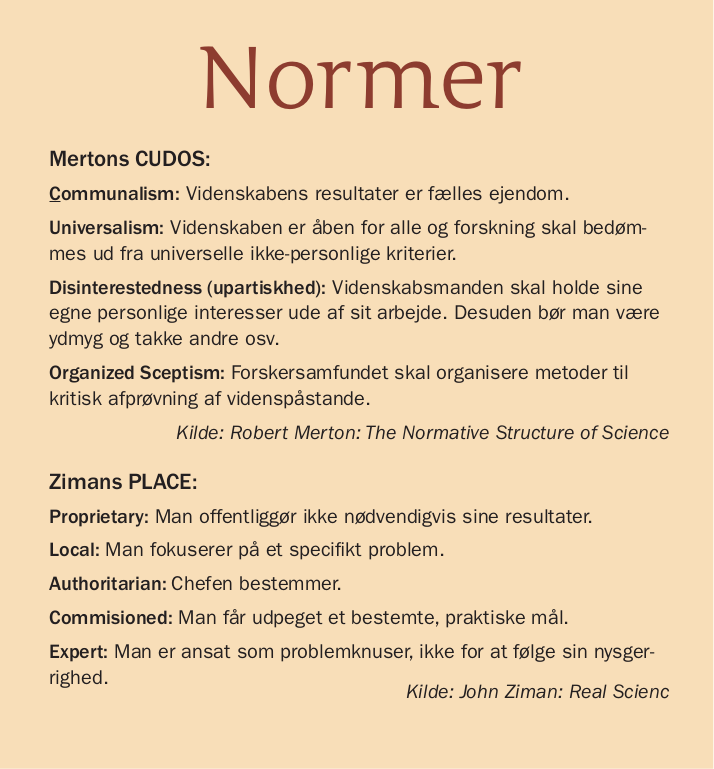 Normer
Mertons CUDOS:
Communalism: Videnskabens resultater er fælles ejendom.
Universalism: Videnskaben er åben for alle og forskning skal bedøm-
mes ud fra universelle ikke-personlige kriterier.
Disinterestedness (upartiskhed): Videnskabsmanden skal holde sine
egne personlige interesser ude af sit arbejde. Desuden bør man være
ydmyg og takke andre osv.
Organized Sceptism: Forskersamfundet skal organisere metoder til
kritisk afprøvning af videnspåstande.
Kilde: Robert Merton: The Normative Structure of Science
Zimans PLACE:
Proprietary: Man offentliggør ikke nødvendigvis sine resultater.
Local: Man fokuserer på et specifikt problem.
Authoritarian: Chefen bestemmer.
Commisioned: Man får udpeget et bestemte, praktiske mål.
Expert: Man er ansat som problemknuser, ikke for at følge sin nysger-
righed.
Kilde: John Ziman: Real Scienc